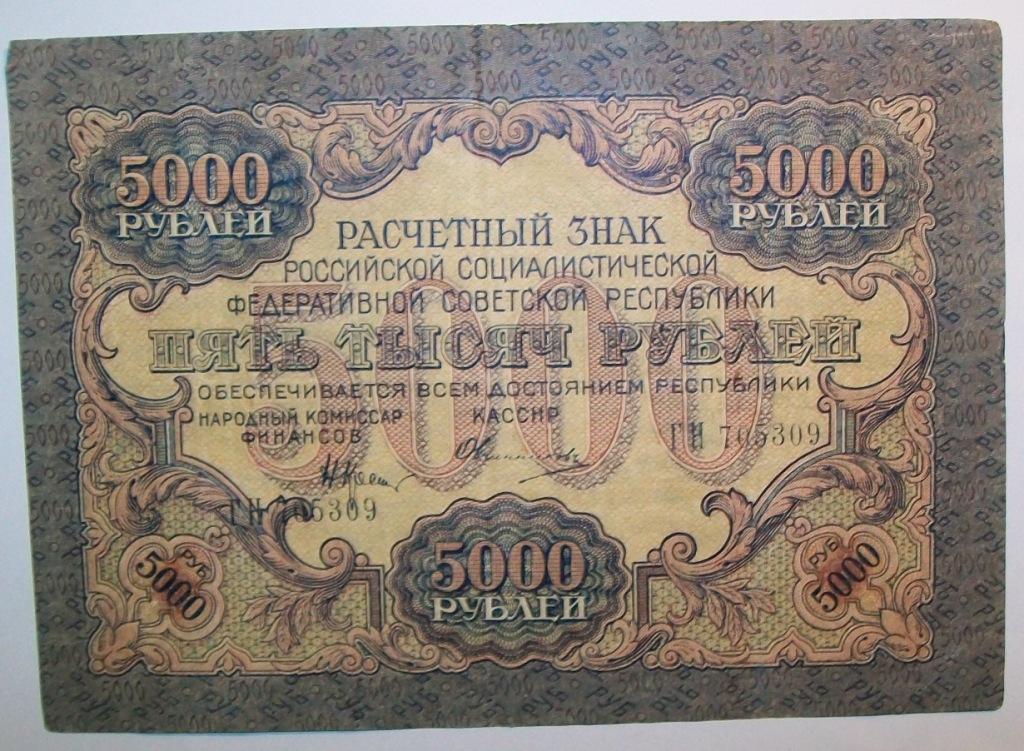 5000 5000
РУБЛЕЙ РУБЛЕЙ
РАСЧЕТНЫЙ ЗНАК
РОССИЙСКОЙ СОЦИАЛИСТИЧЕСКОЙ
ФЕДЕРАТИВНОЙ СОВЕТСКОЙ РЕСПУБЛИКИ
5000
ПЯТЬ ТЫСЯЧ РУБЛЕЙ
ОБЕСПЕЧИВАЕТСЯ ВСЕМ ДОСТОЯНИЕМ РЕСПУБЛИКИ
НАРОДНЫЙ КОМИССАР КАССИР
ФИНАНСОВ ГН 705309
ГН 705309
РУБ РУБ
5000 5000
5000
РУБЛЕЙ